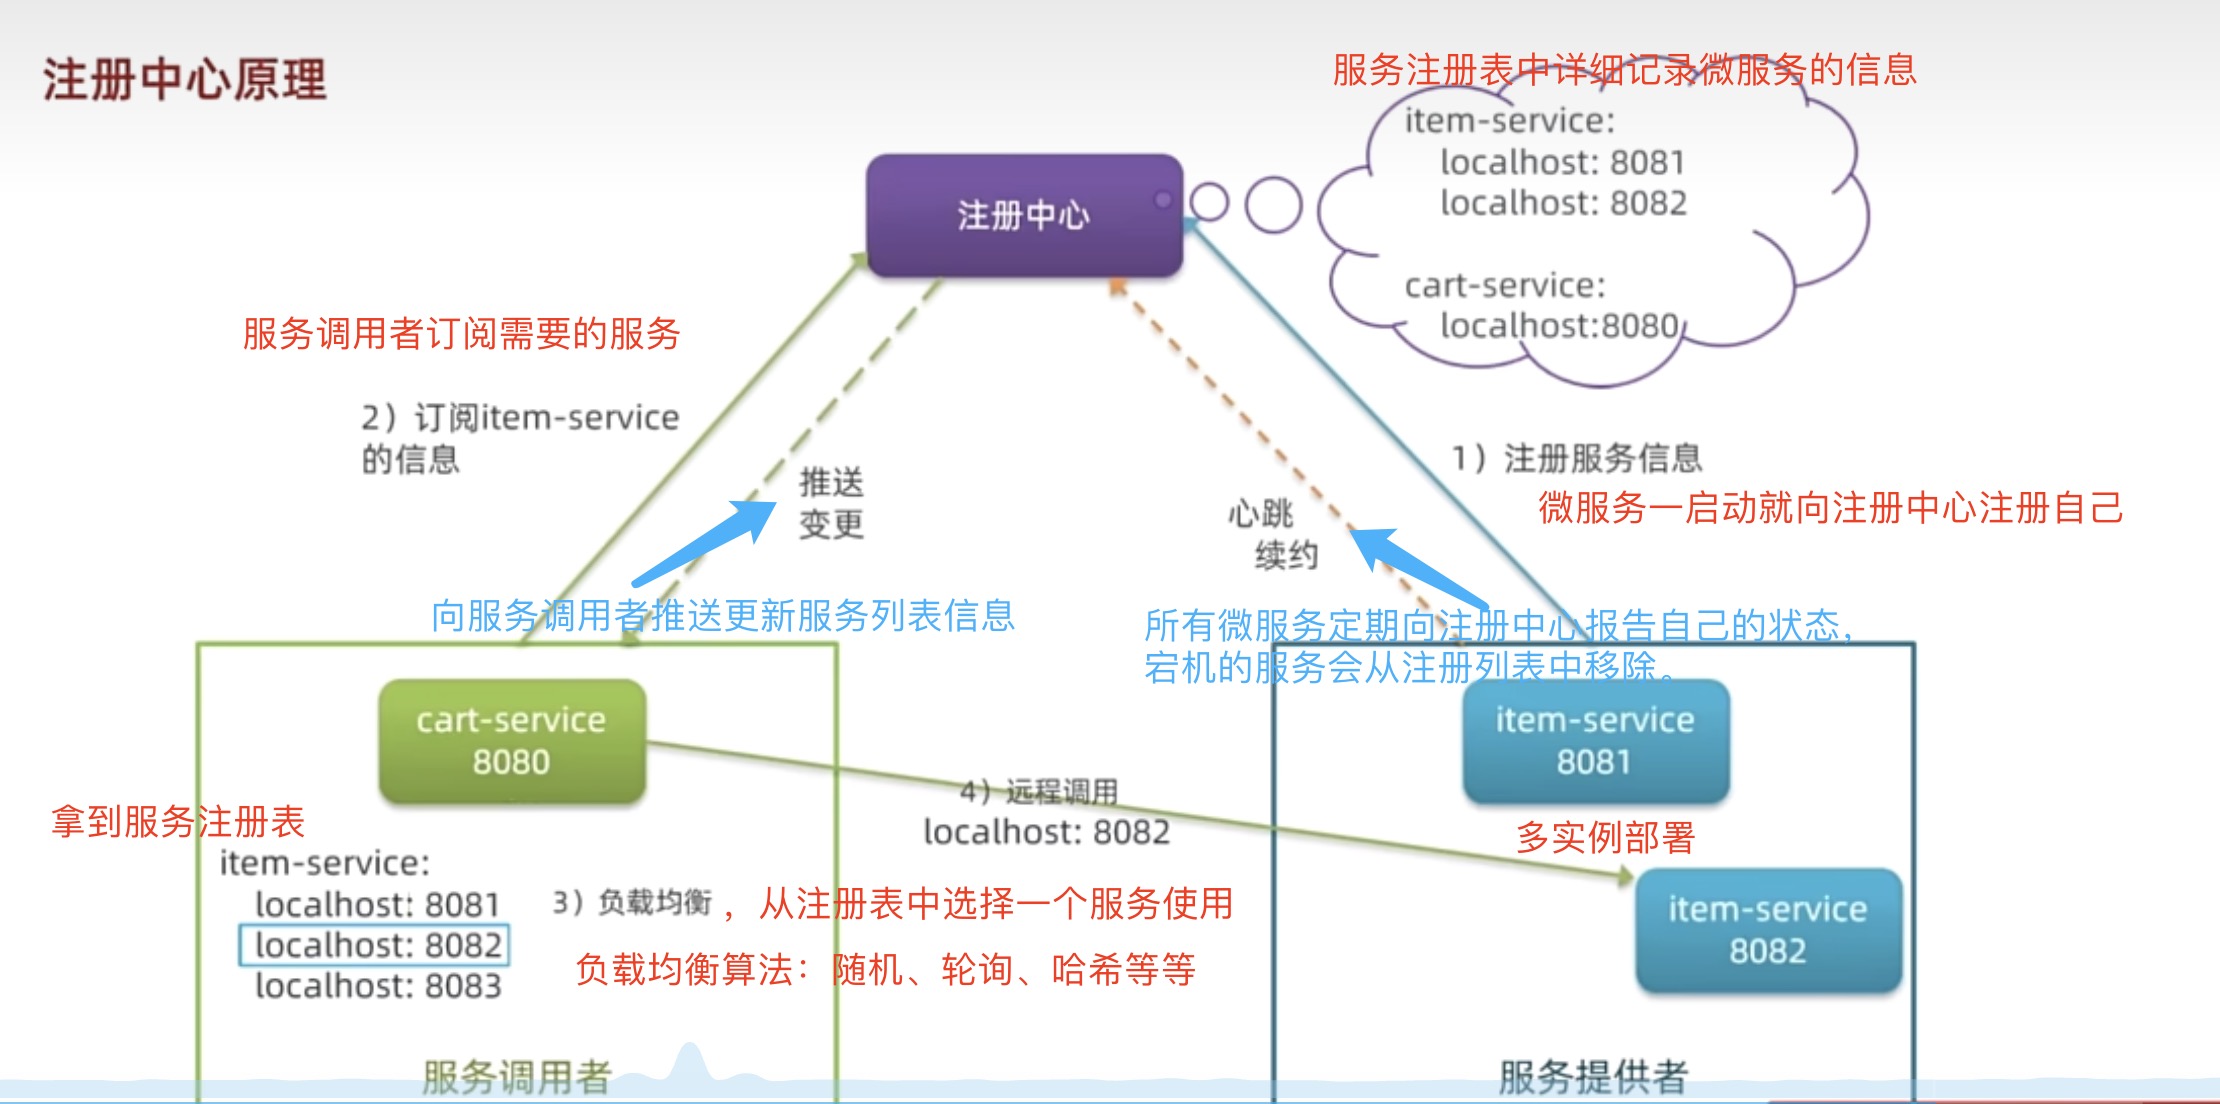 注册中心原理
服务注册表中详细记录微服务的信息
item-service:
localhost: 8081
localhost: 8082
cart-service:
localhost:8080
注册中心
服务调用者订阅需要的服务
2）订阅item-service
的信息
推送
变更
心跳
续约
1）注册服务信息
微服务一启动就向注册中心注册自己
向服务调用者推送更新服务列表信息
所有微服务定期向注册中心报告自己的状态，
宕机的服务会从注册列表中移除。
cart-service
8080
item-service
8081
拿到服务注册表
4）远程调用
localhost: 8082
多实例部署
item-service:
localhost: 8081
localhost: 8082
localhost: 8083
3）负载均衡 ，从注册表中选择一个服务使用
负载均衡算法：随机、轮询、哈希等等
item-service
8082
服务调用者
服务提供者